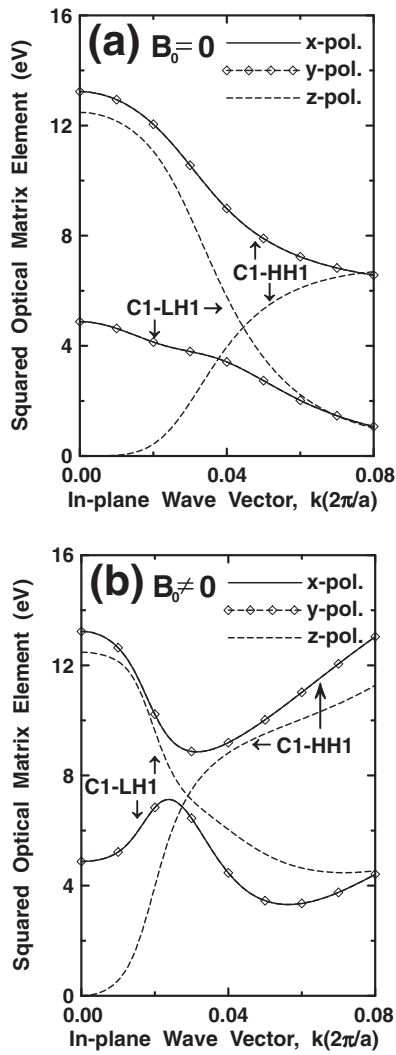 16
(a) B₀=0
x-pol.
y-pol.
z-pol.
12
8
C1-HH1
C1-LH1
4
0
0.00 0.04 0.08
In-plane Wave Vector, k(2π/a)
Squared Optical Matrix Element (eV)
16
(b) B₀≠0
x-pol.
y-pol.
z-pol.
12
C1-HH1
8
C1-LH1
4
0
0.00 0.04 0.08
In-plane Wave Vector, k(2π/a)
Squared Optical Matrix Element (eV)